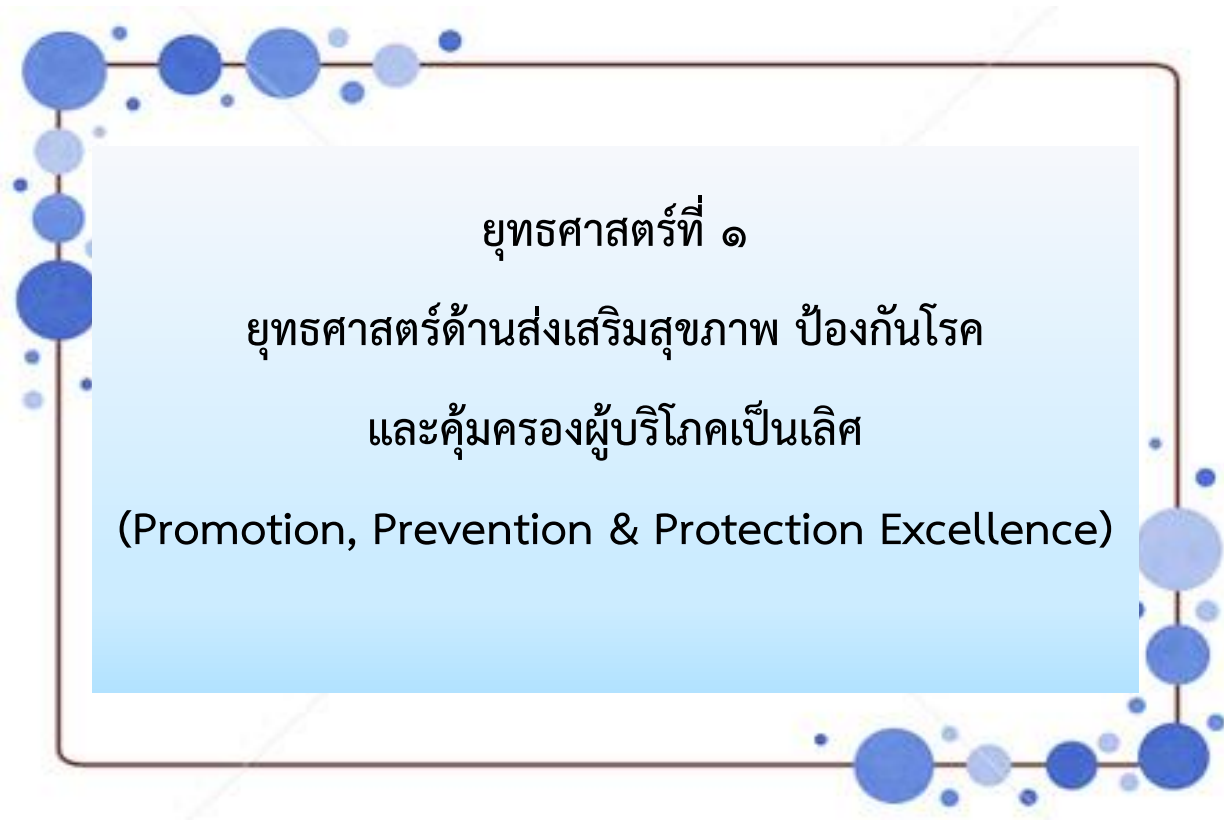 ยุทธศาสตร์ที่ ๑
ยุทธศาสตร์ด้านส่งเสริมสุขภาพ ป้องกันโรค
และคุ้มครองผู้บริโภคเป็นเลิศ
(Promotion, Prevention & Protection Excellence)